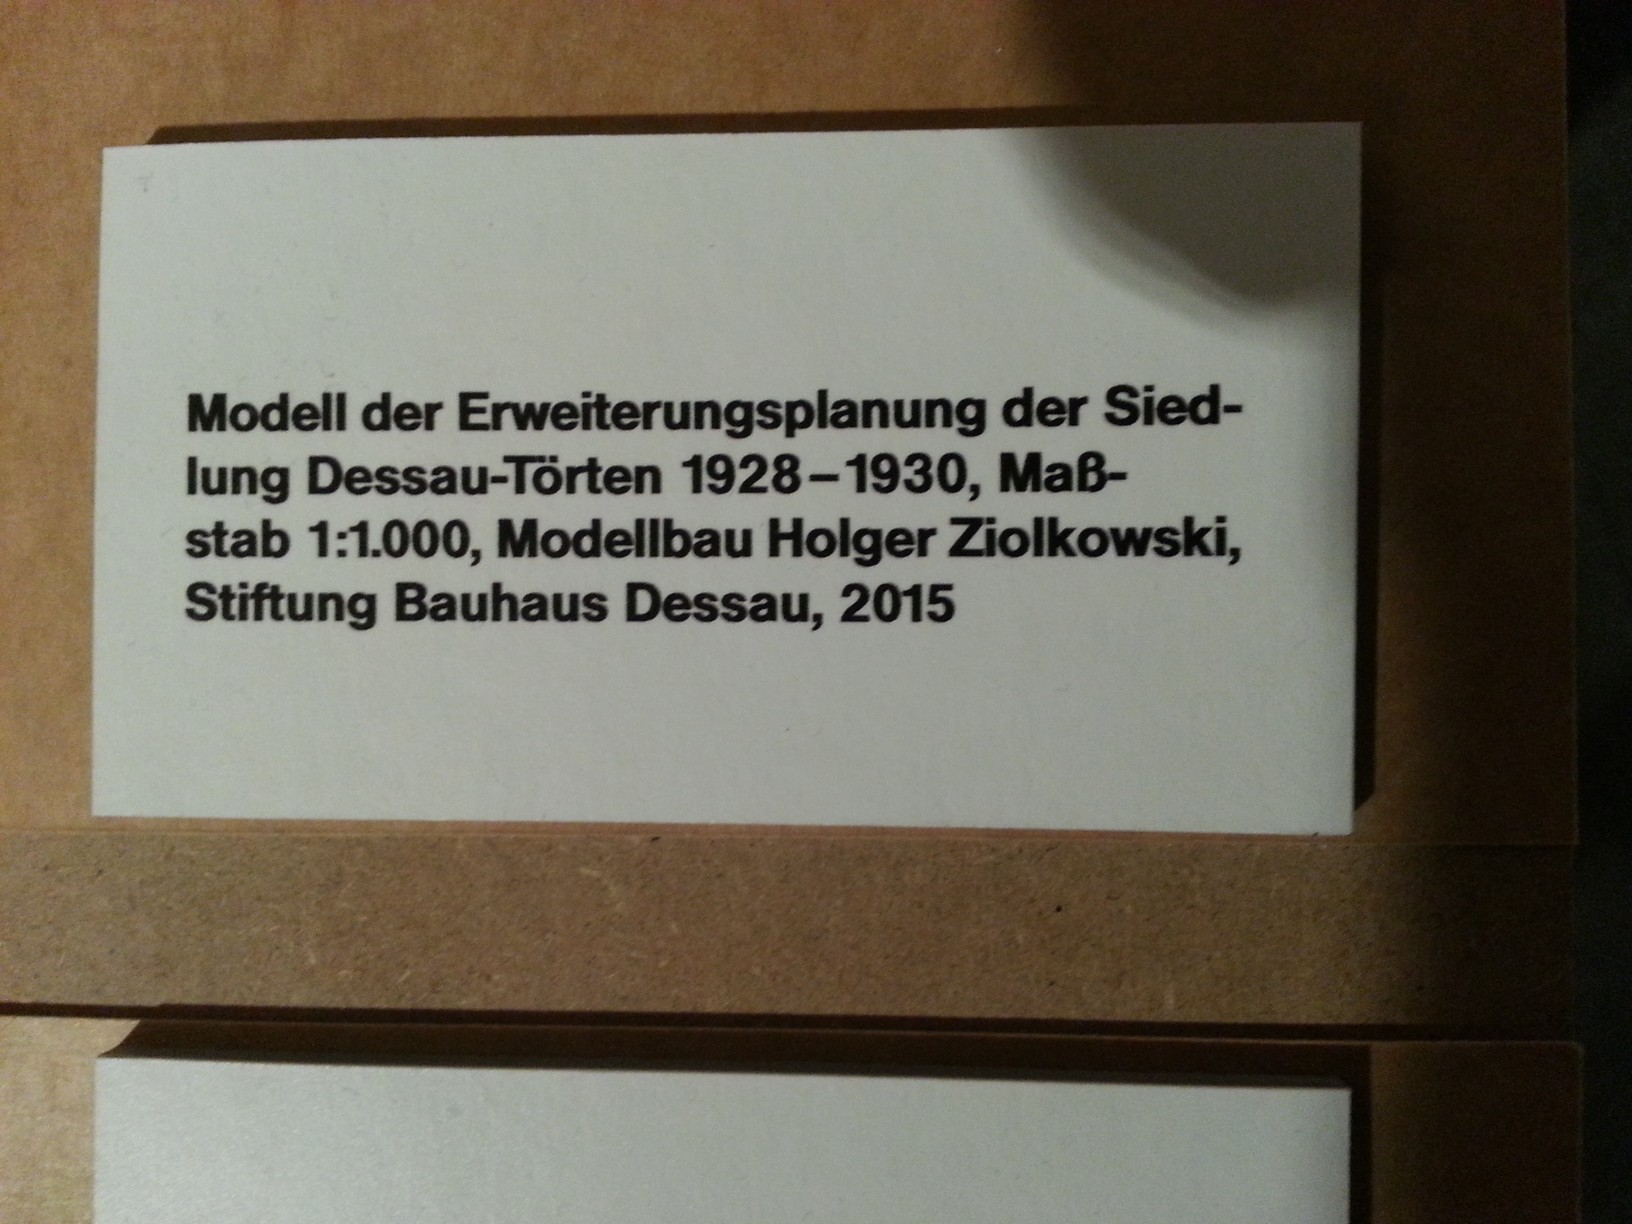 Modell der Erweiterungsplanung der Sied-
lung Dessau-Törten 1928–1930, Maß-
stab 1:1.000, Modellbau Holger Ziolkowski,
Stiftung Bauhaus Dessau, 2015